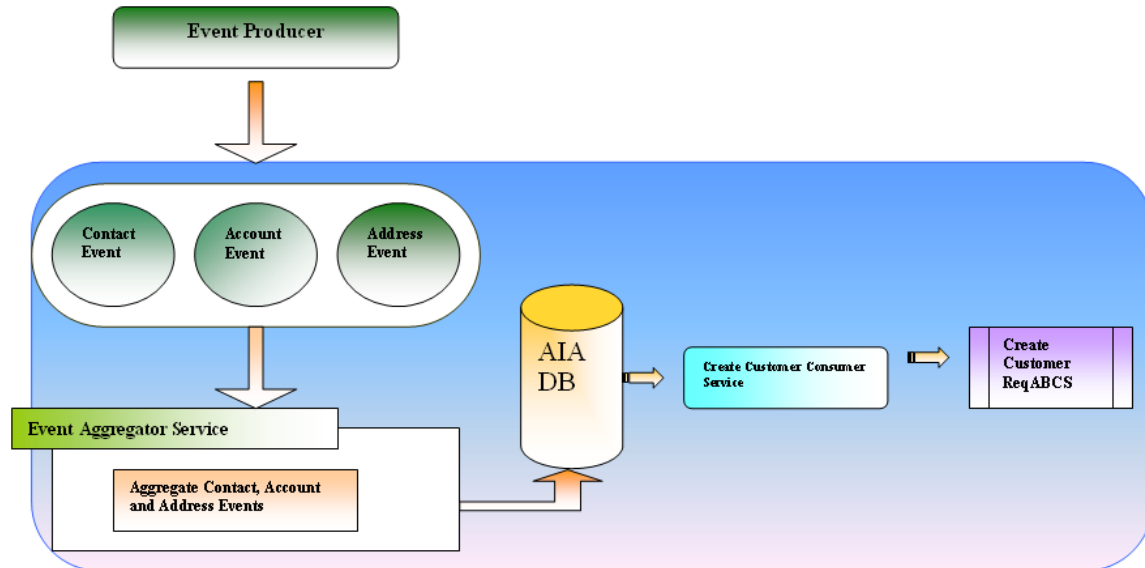 Event Producer
Contact
Event
Account
Event
Address
Event
Event Aggregator Service
Aggregate Contact, Account
and Address Events
AIA
DB
Create Customer Consumer
Service
Create
Customer
ReqABCS